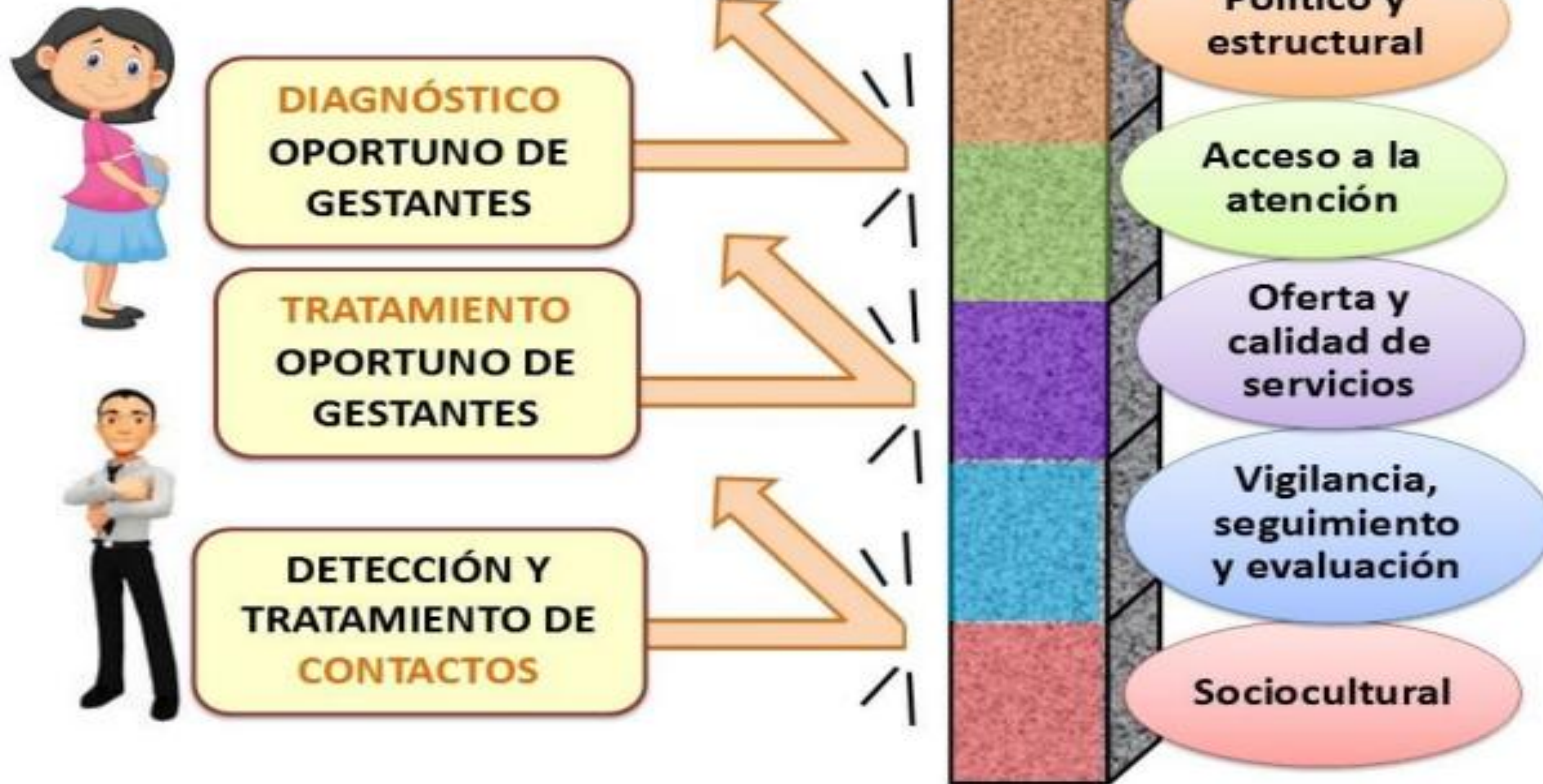 DIAGNÓSTICO
OPORTUNO DE
GESTANTES
TRATAMIENTO
OPORTUNO DE
GESTANTES
DETECCIÓN Y
TRATAMIENTO DE
CONTACTOS
Político y
estructural
Acceso a la
atención
Oferta y
calidad de
servicios
Vigilancia,
seguimiento
y evaluación
Sociocultural